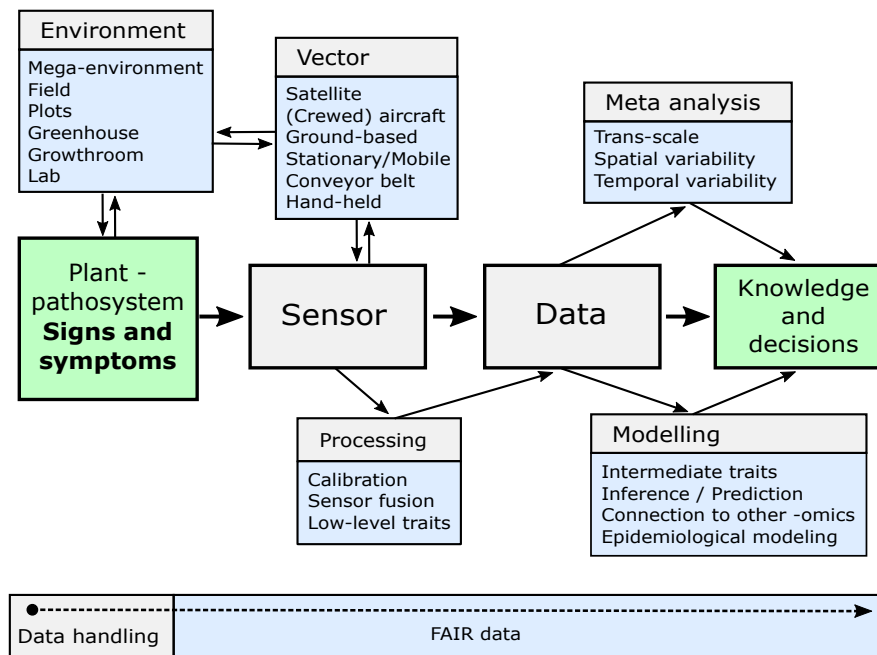 Environment
Mega-environment
Field
Plots
Greenhouse
Growthroom
Lab
Vector
Satellite
(Crewed) aircraft
Ground-based
Stationary/Mobile
Conveyor belt
Hand-held
Meta analysis
Trans-scale
Spatial variability
Temporal variability
Plant -
pathosystem
Signs and
symptoms
Sensor
Data
Knowledge
and
decisions
Processing
Calibration
Sensor fusion
Low-level traits
Modelling
Intermediate traits
Inference / Prediction
Connection to other -omics
Epidemiological modeling
Data handling
FAIR data